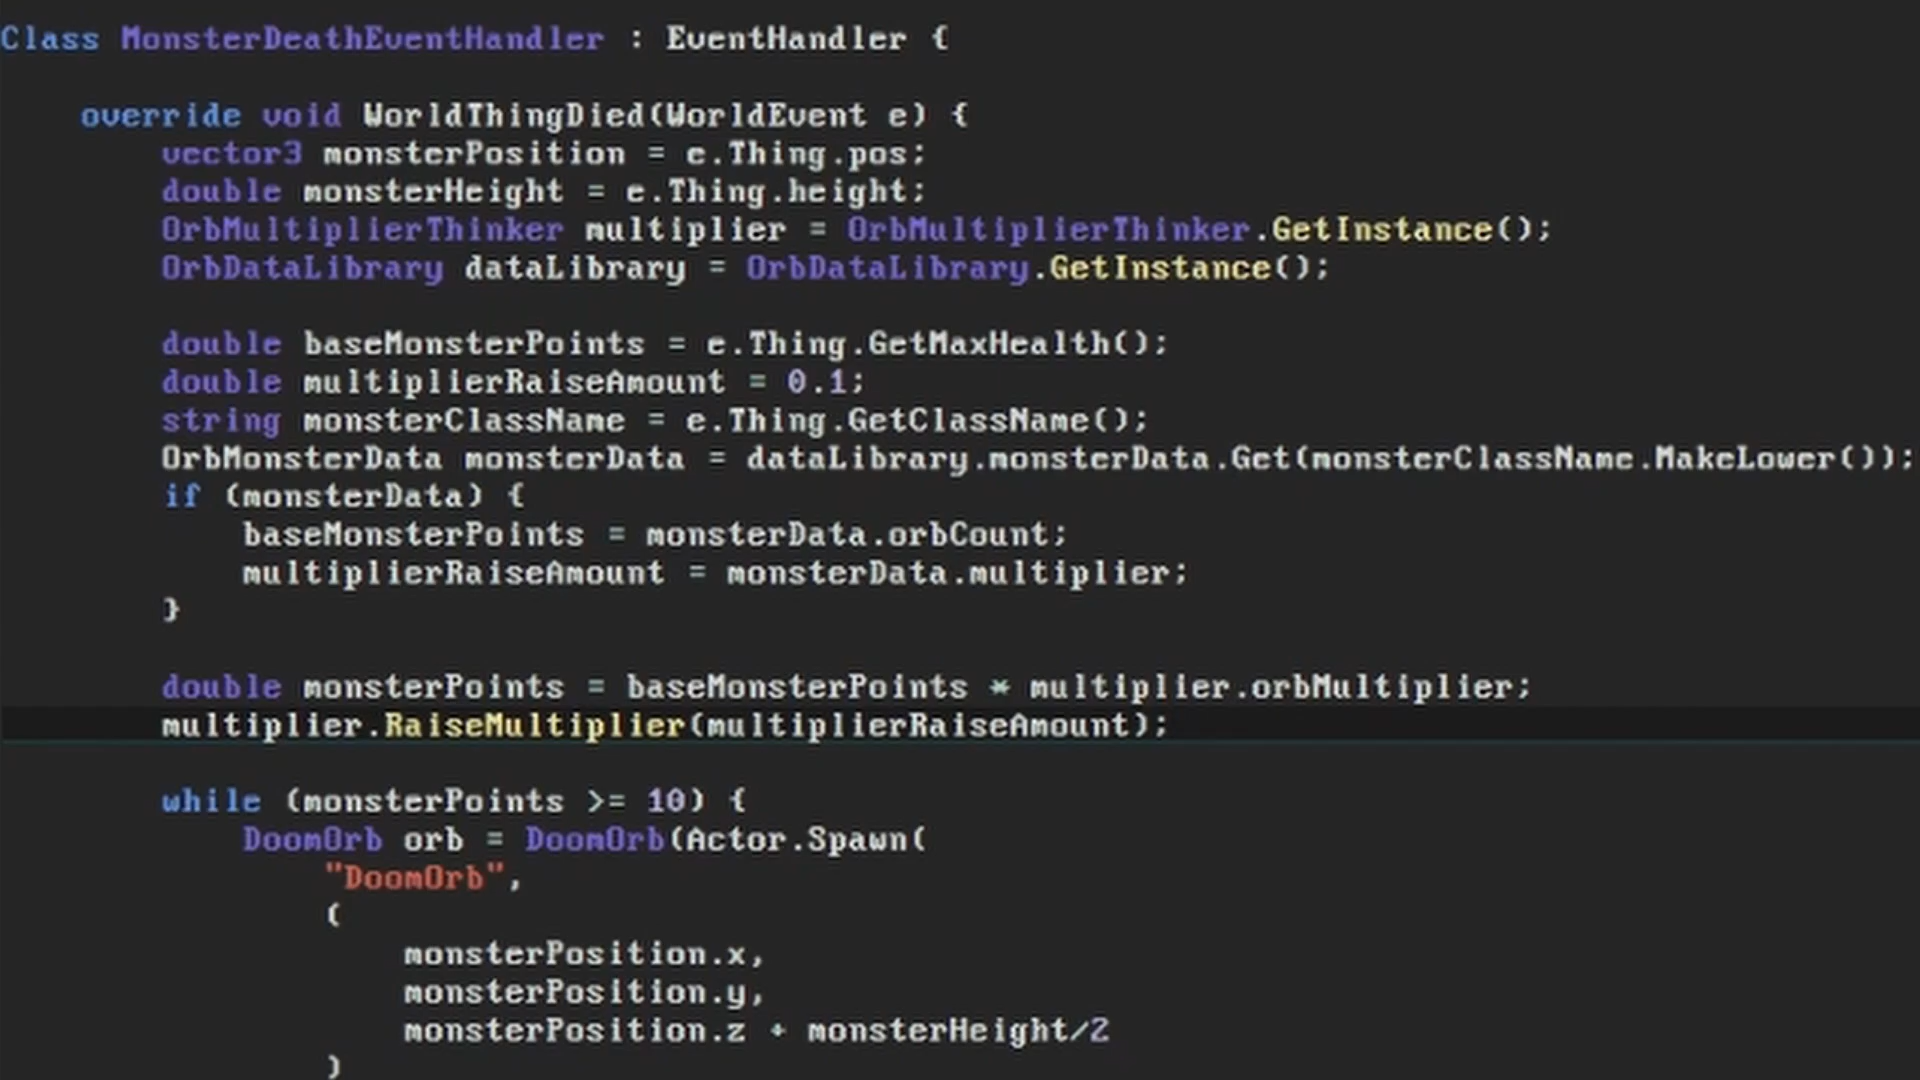 Class MonsterDeathEventHandler : EventHandler {
override void WorldThingDied(WorldEvent e) {
vector3 monsterPosition = e.Thing.pos;
double monsterHeight = e.Thing.height;
OrbMultiplierThinker multiplier = OrbMultiplierThinker.GetInstance();
OrbDataLibrary dataLibrary = OrbDataLibrary.GetInstance();
double baseMonsterPoints = e.Thing.GetMaxHealth();
double multiplierRaiseAmount = 0.1;
string monsterClassName = e.Thing.GetClassName();
OrbMonsterData monsterData = dataLibrary.monsterData.Get(monsterClassName.MakeLower());
if (monsterData) {
baseMonsterPoints = monsterData.orbCount;
multiplierRaiseAmount = monsterData.multiplier;
}
double monsterPoints = baseMonsterPoints * multiplier.orbMultiplier;
multiplier.RaiseMultiplier(multiplierRaiseAmount);
while (monsterPoints >= 10) {
DoomOrb orb = DoomOrb(Actor.Spawn(
"DoomOrb",
(
monsterPosition.x,
monsterPosition.y,
monsterPosition.z + monsterHeight/2
)